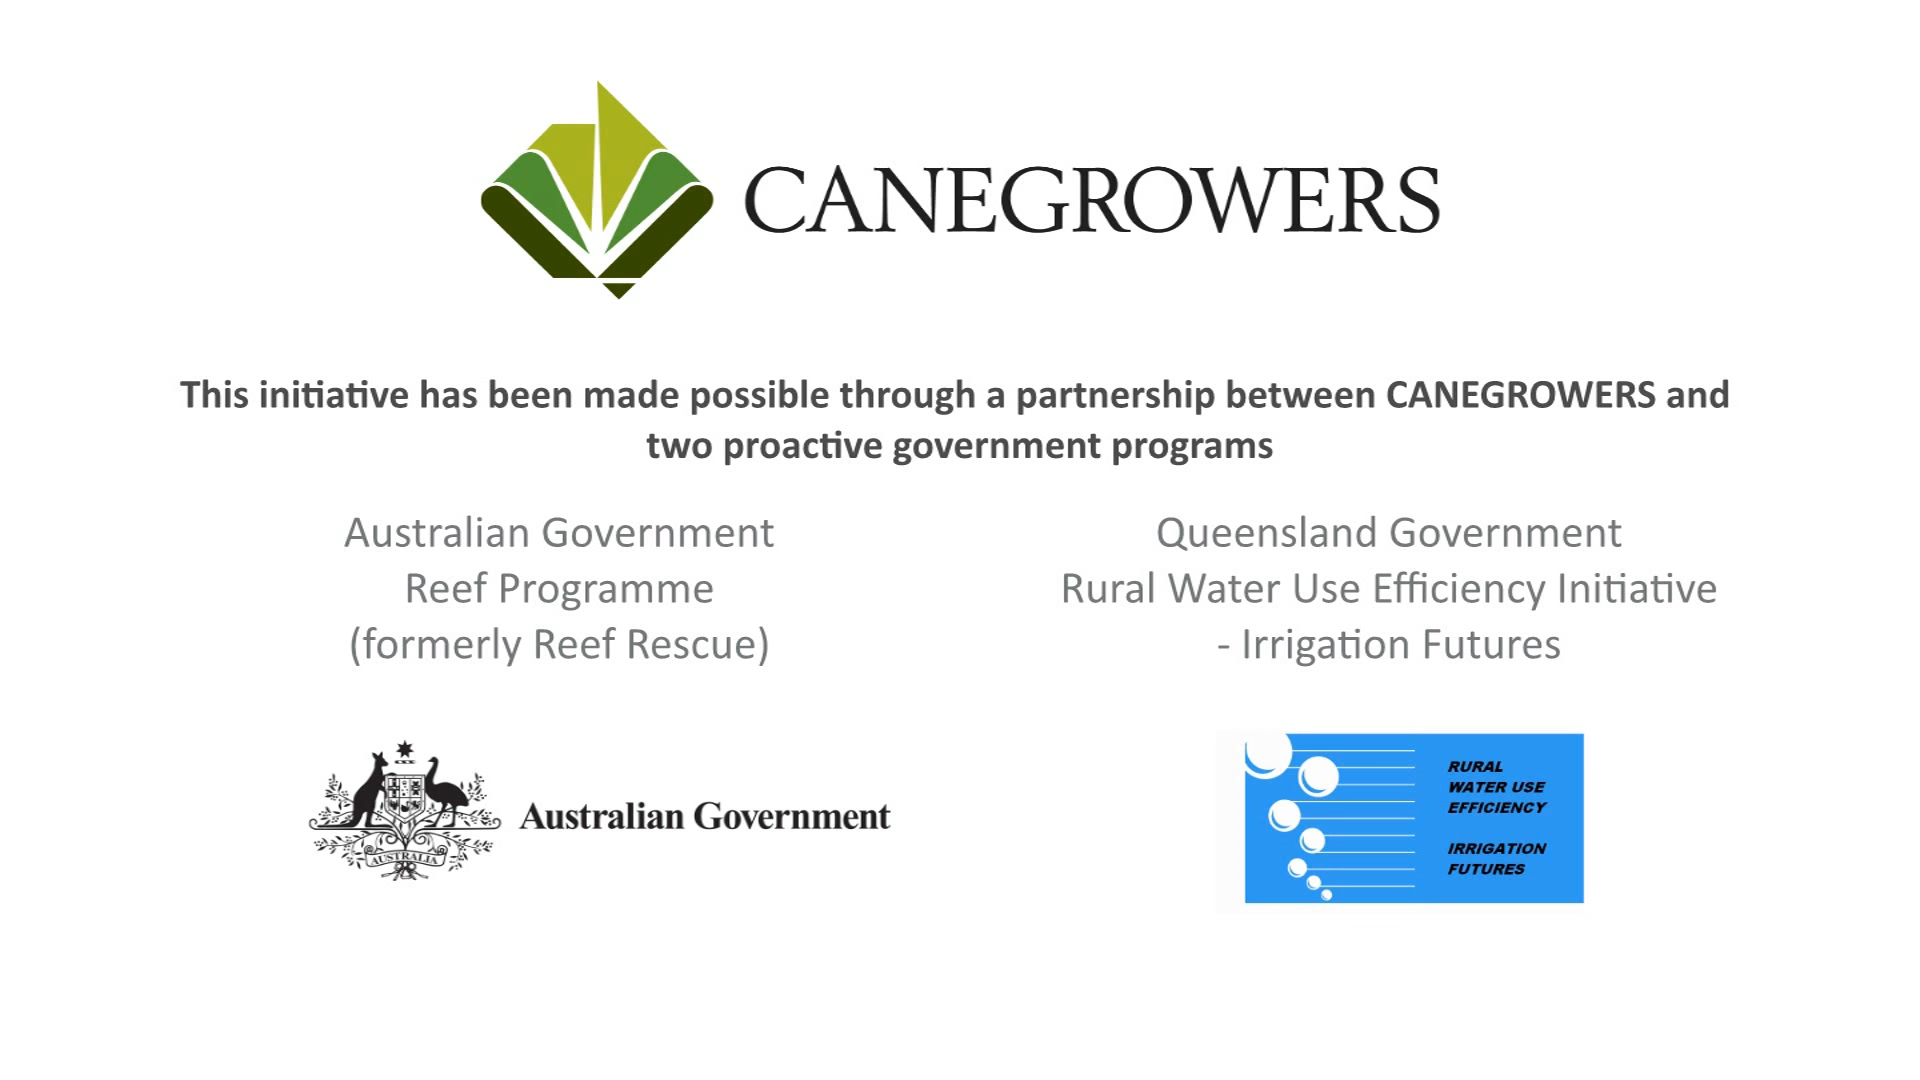 CANEGROWERS
This initiative has been made possible through a partnership between CANEGROWERS and
two proactive government programs
Australian Government
Reef Programme
(formerly Reef Rescue)
Queensland Government
Rural Water Use Efficiency Initiative
- Irrigation Futures
AUSTRALIA
Australian Government
RURAL
WATER USE
EFFICIENCY
IRRIGATION
FUTURES